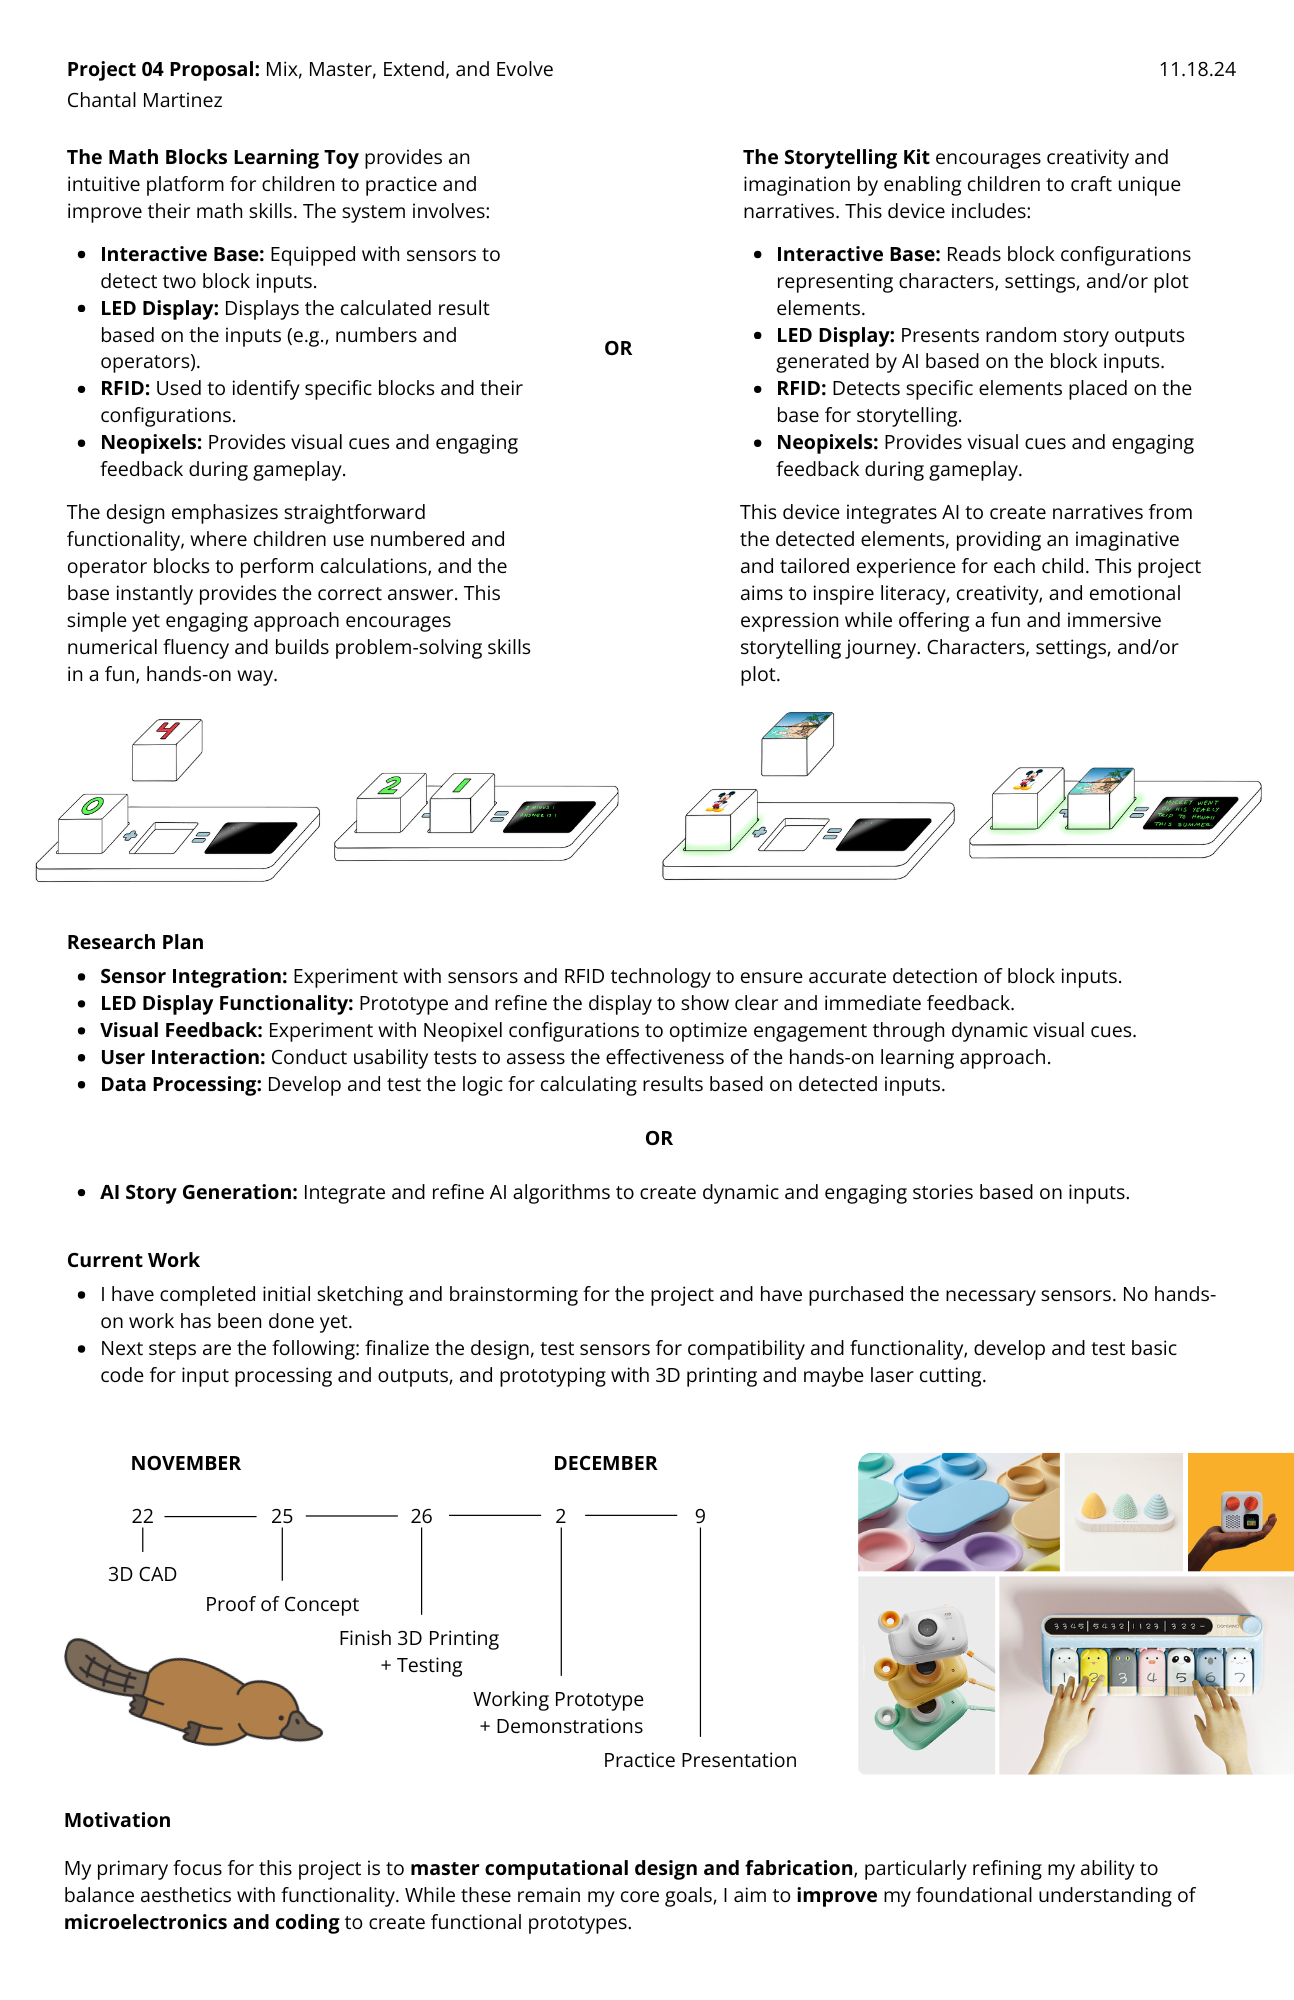 Project 04 Proposal: Mix, Master, Extend, and Evolve
11.18.24
Chantal Martinez
The Math Blocks Learning Toy provides an
intuitive platform for children to practice and
improve their math skills. The system involves:
• Interactive Base: Equipped with sensors to
detect two block inputs.
• LED Display: Displays the calculated result
based on the inputs (e.g., numbers and
operators).
• RFID: Used to identify specific blocks and their
configurations.
• Neopixels: Provides visual cues and engaging
feedback during gameplay.
The design emphasizes straightforward
functionality, where children use numbered and
operator blocks to perform calculations, and the
base instantly provides the correct answer. This
simple yet engaging approach encourages
numerical fluency and builds problem-solving skills
in a fun, hands-on way.
OR
The Storytelling Kit encourages creativity and
imagination by enabling children to craft unique
narratives. This device includes:
• Interactive Base: Reads block configurations
representing characters, settings, and/or plot
elements.
• LED Display: Presents random story outputs
generated by AI based on the block inputs.
• RFID: Detects specific elements placed on the
base for storytelling.
• Neopixels: Provides visual cues and engaging
feedback during gameplay.
This device integrates AI to create narratives from
the detected elements, providing an imaginative
and tailored experience for each child. This project
aims to inspire literacy, creativity, and emotional
expression while offering a fun and immersive
storytelling journey. Characters, settings, and/or
plot.
4
0
+
=
2
1
=
2 MINUS 1
ANSWER IS 1
+
=
=
MICKEY WENT
ON HIS YEARLY
TRIP TO HAWAII
THIS SUMMER
Research Plan
• Sensor Integration: Experiment with sensors and RFID technology to ensure accurate detection of block inputs.
• LED Display Functionality: Prototype and refine the display to show clear and immediate feedback.
• Visual Feedback: Experiment with Neopixel configurations to optimize engagement through dynamic visual cues.
• User Interaction: Conduct usability tests to assess the effectiveness of the hands-on learning approach.
• Data Processing: Develop and test the logic for calculating results based on detected inputs.
OR
• AI Story Generation: Integrate and refine AI algorithms to create dynamic and engaging stories based on inputs.
Current Work
• I have completed initial sketching and brainstorming for the project and have purchased the necessary sensors. No hands-
on work has been done yet.
• Next steps are the following: finalize the design, test sensors for compatibility and functionality, develop and test basic
code for input processing and outputs, and prototyping with 3D printing and maybe laser cutting.
NOVEMBER
DECEMBER
22
25
26
2
9
3D CAD
Proof of Concept
Finish 3D Printing
+ Testing
Working Prototype
+ Demonstrations
Practice Presentation
3345|5432|1123|322-
1 2 3 4 5 6 7
Motivation
My primary focus for this project is to master computational design and fabrication, particularly refining my ability to
balance aesthetics with functionality. While these remain my core goals, I aim to improve my foundational understanding of
microelectronics and coding to create functional prototypes.